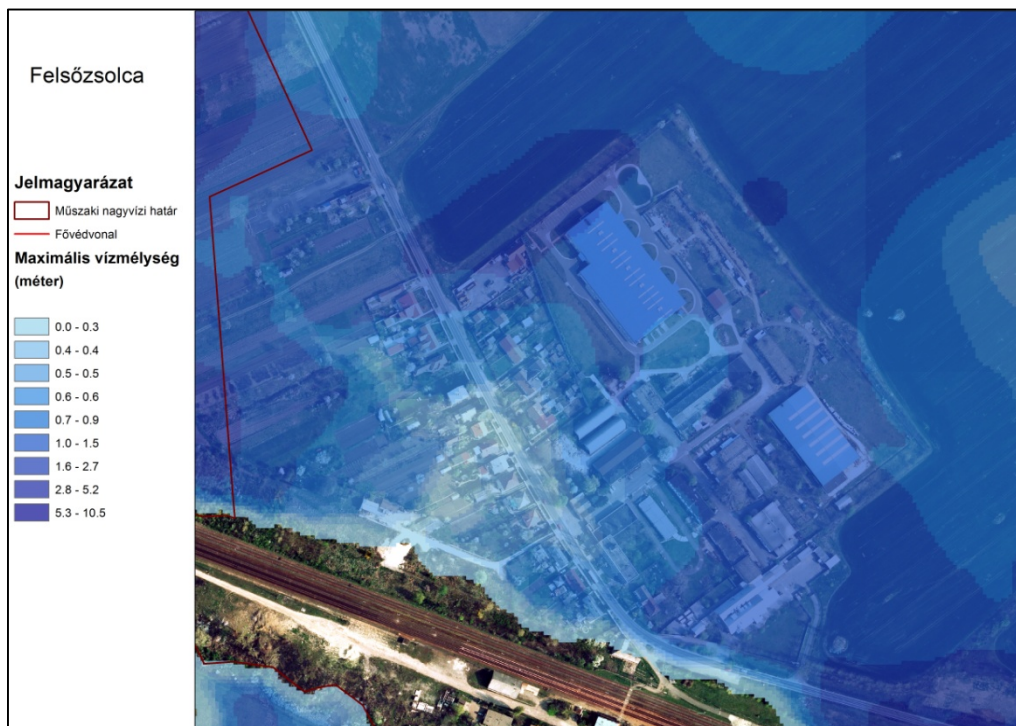 Felsőzsolca
Jelmagyarázat
Műszaki nagyvízi határ
Fővédvonal
Maximális vízmélység
(méter)
0.0 - 0.3
0.4 - 0.4
0.5 - 0.5
0.6 - 0.6
0.7 - 0.9
1.0 - 1.5
1.6 - 2.7
2.8 - 5.2
5.3 - 10.5